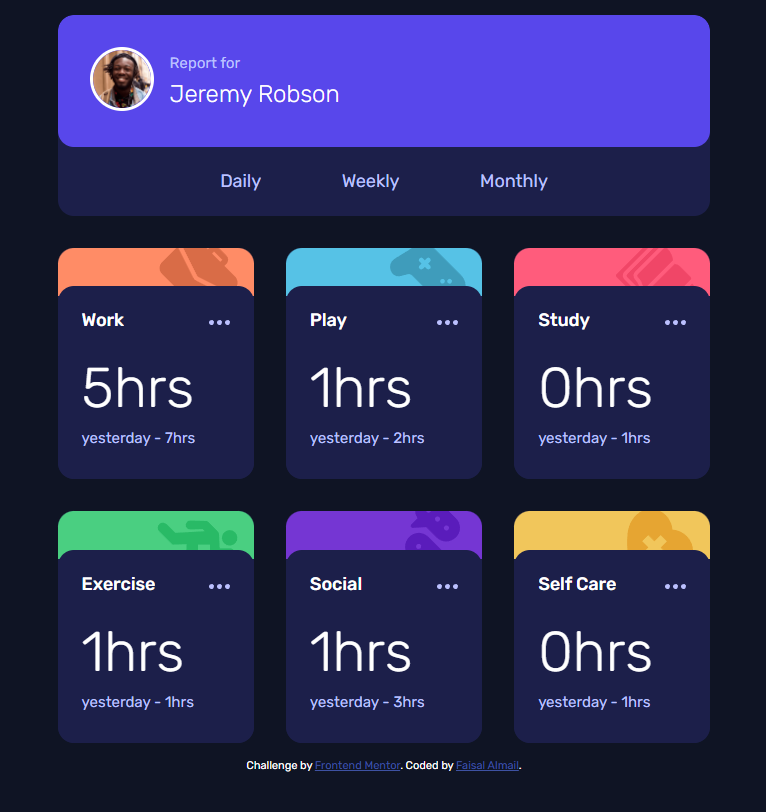 Report for
Jeremy Robson
Daily Weekly Monthly
Work
5hrs
yesterday - 7hrs
Play
1hrs
yesterday - 2hrs
Study
0hrs
yesterday - 1hrs
Exercise
1hrs
yesterday - 1hrs
Social
1hrs
yesterday - 3hrs
Self Care
0hrs
yesterday - 1hrs
Challenge by Frontend Mentor. Coded by Faisal Almail.